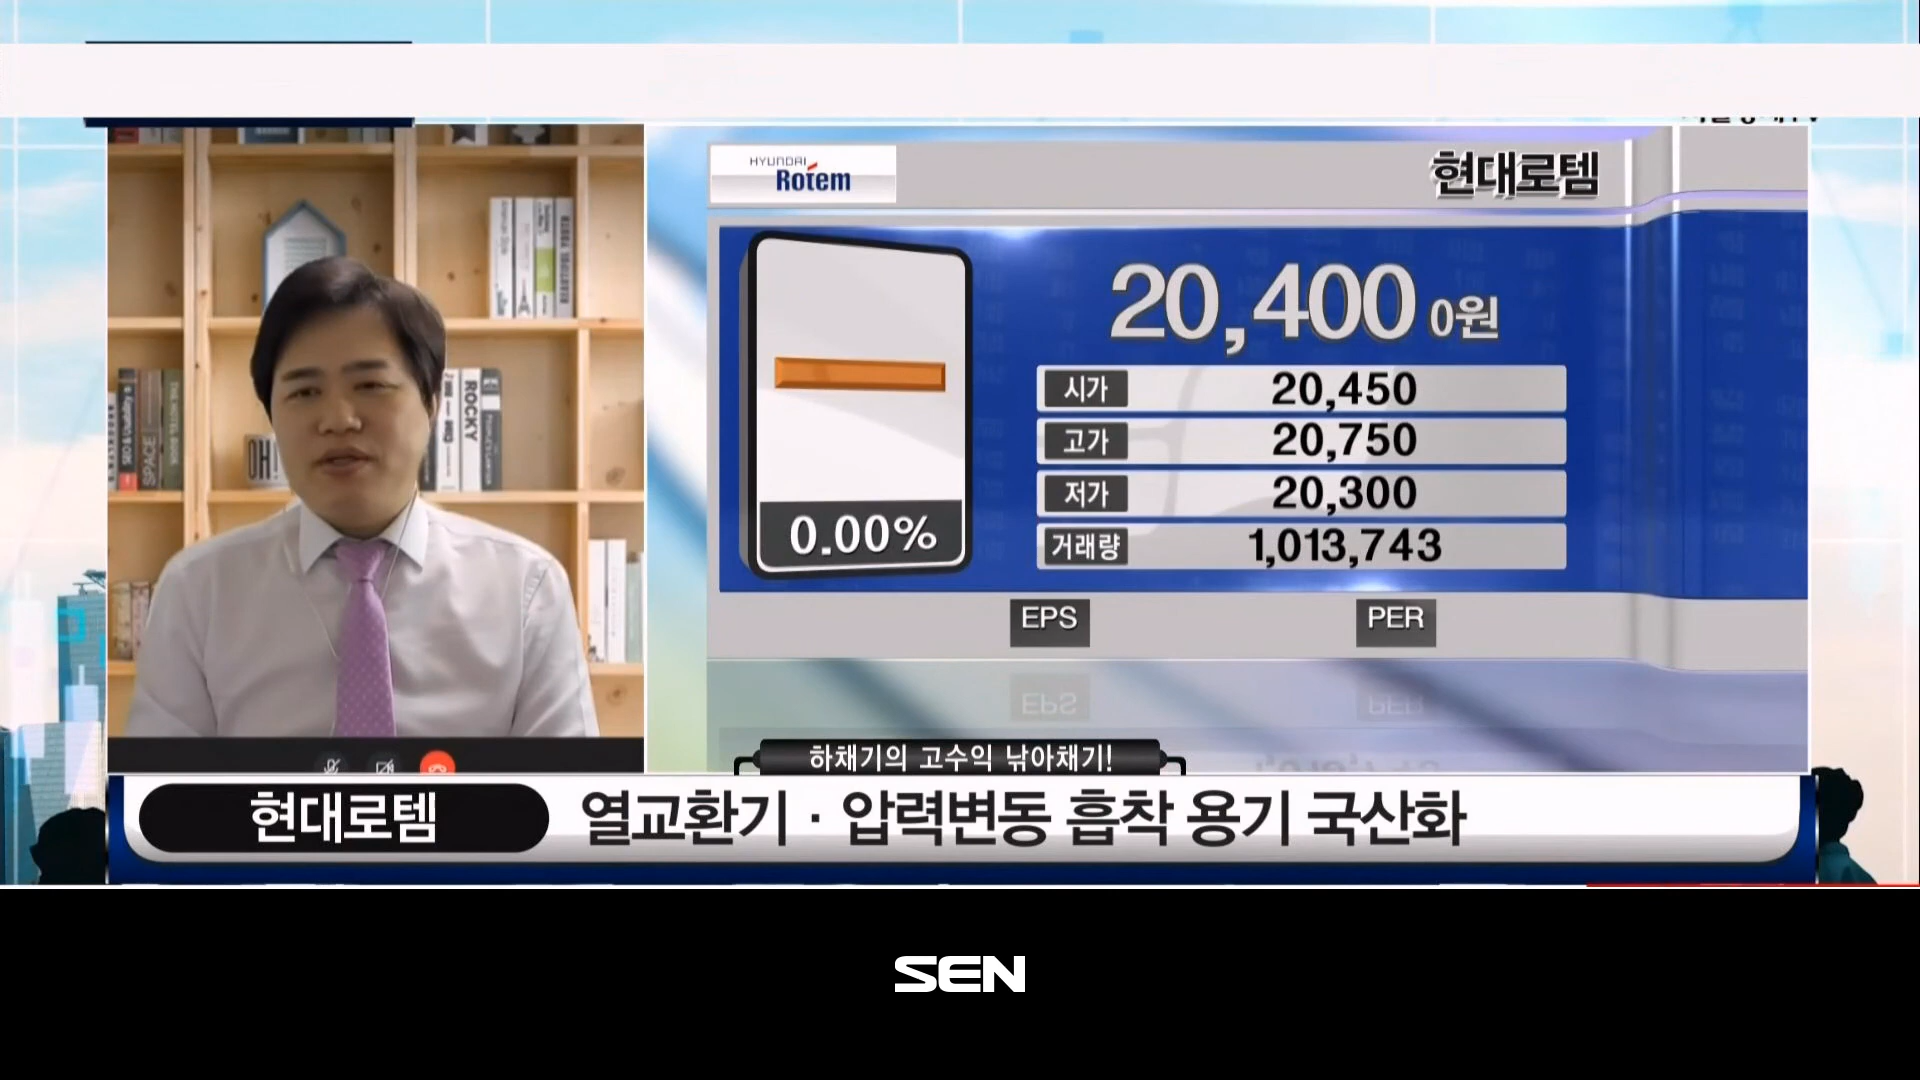 HYUNDAI
Rotem
현대로템
20,400 0원
0.00%
시가 20,450
고가 20,750
저가 20,300
거래량 1,013,743
EPS PER
하채기의 고수익 낚아채기!
현대로템 열교환기 · 압력변동 흡착 용기 국산화
SEN
ROCKY
SPACE
OH!